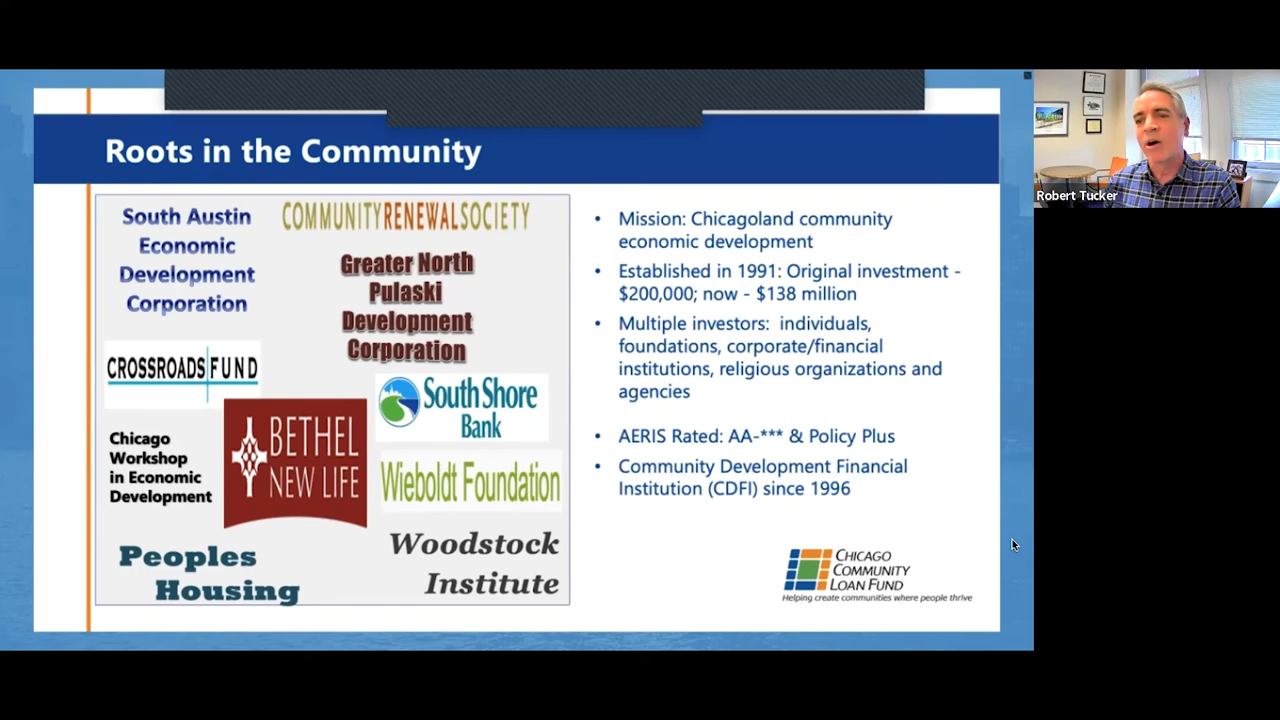 Roots in the Community
South Austin
Economic
Development
Corporation
COMMUNITYRENEWALSOCIETY
Greater North
Pulaski
Development
Corporation
CROSSROADS FUND
South Shore
Bank
Chicago
Workshop
in Economic
Development
BETHEL
NEW LIFE
Wieboldt Foundation
Peoples
Housing
Woodstock
Institute
• Mission: Chicagoland community
economic development
• Established in 1991: Original investment -
$200,000; now - $138 million
• Multiple investors: individuals,
foundations, corporate/financial
institutions, religious organizations and
agencies
• AERIS Rated: AA-*** & Policy Plus
• Community Development Financial
Institution (CDFI) since 1996
CHICAGO
COMMUNITY
LOAN FUND
Helping create communities where people thrive
Robert Tucker